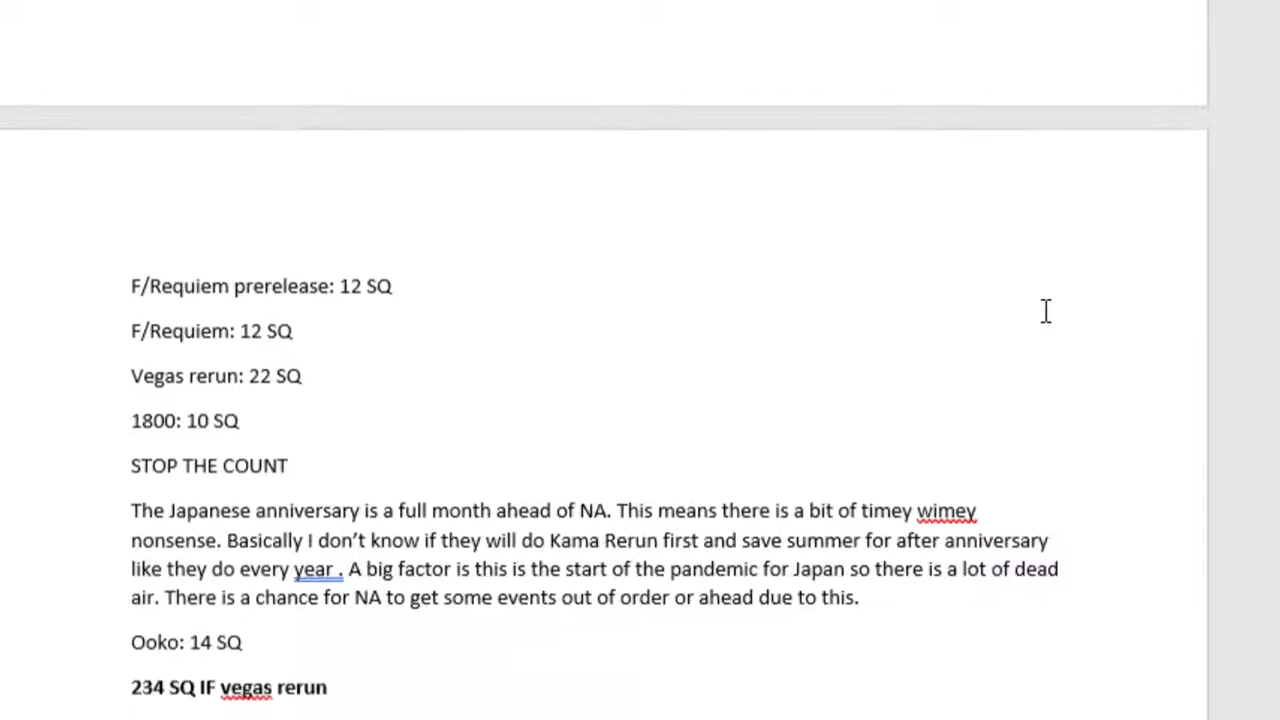 F/Requiem prerelease: 12 SQ
F/Requiem: 12 SQ
Vegas rerun: 22 SQ
1800: 10 SQ
STOP THE COUNT
The Japanese anniversary is a full month ahead of NA. This means there is a bit of timey wimey
nonsense. Basically I don’t know if they will do Kama Rerun first and save summer for after anniversary
like they do every year . A big factor is this is the start of the pandemic for Japan so there is a lot of dead
air. There is a chance for NA to get some events out of order or ahead due to this.
Ooko: 14 SQ
234 SQ IF vegas rerun